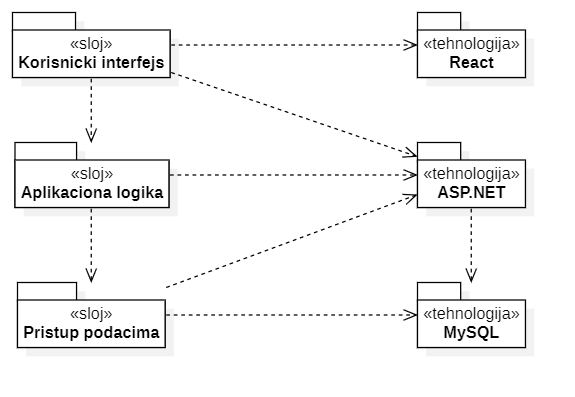 «sloj»
Korisnicki interfejs
«tehnologija»
React
«sloj»
Aplikaciona logika
«tehnologija»
ASP.NET
«sloj»
Pristup podacima
«tehnologija»
MySQL